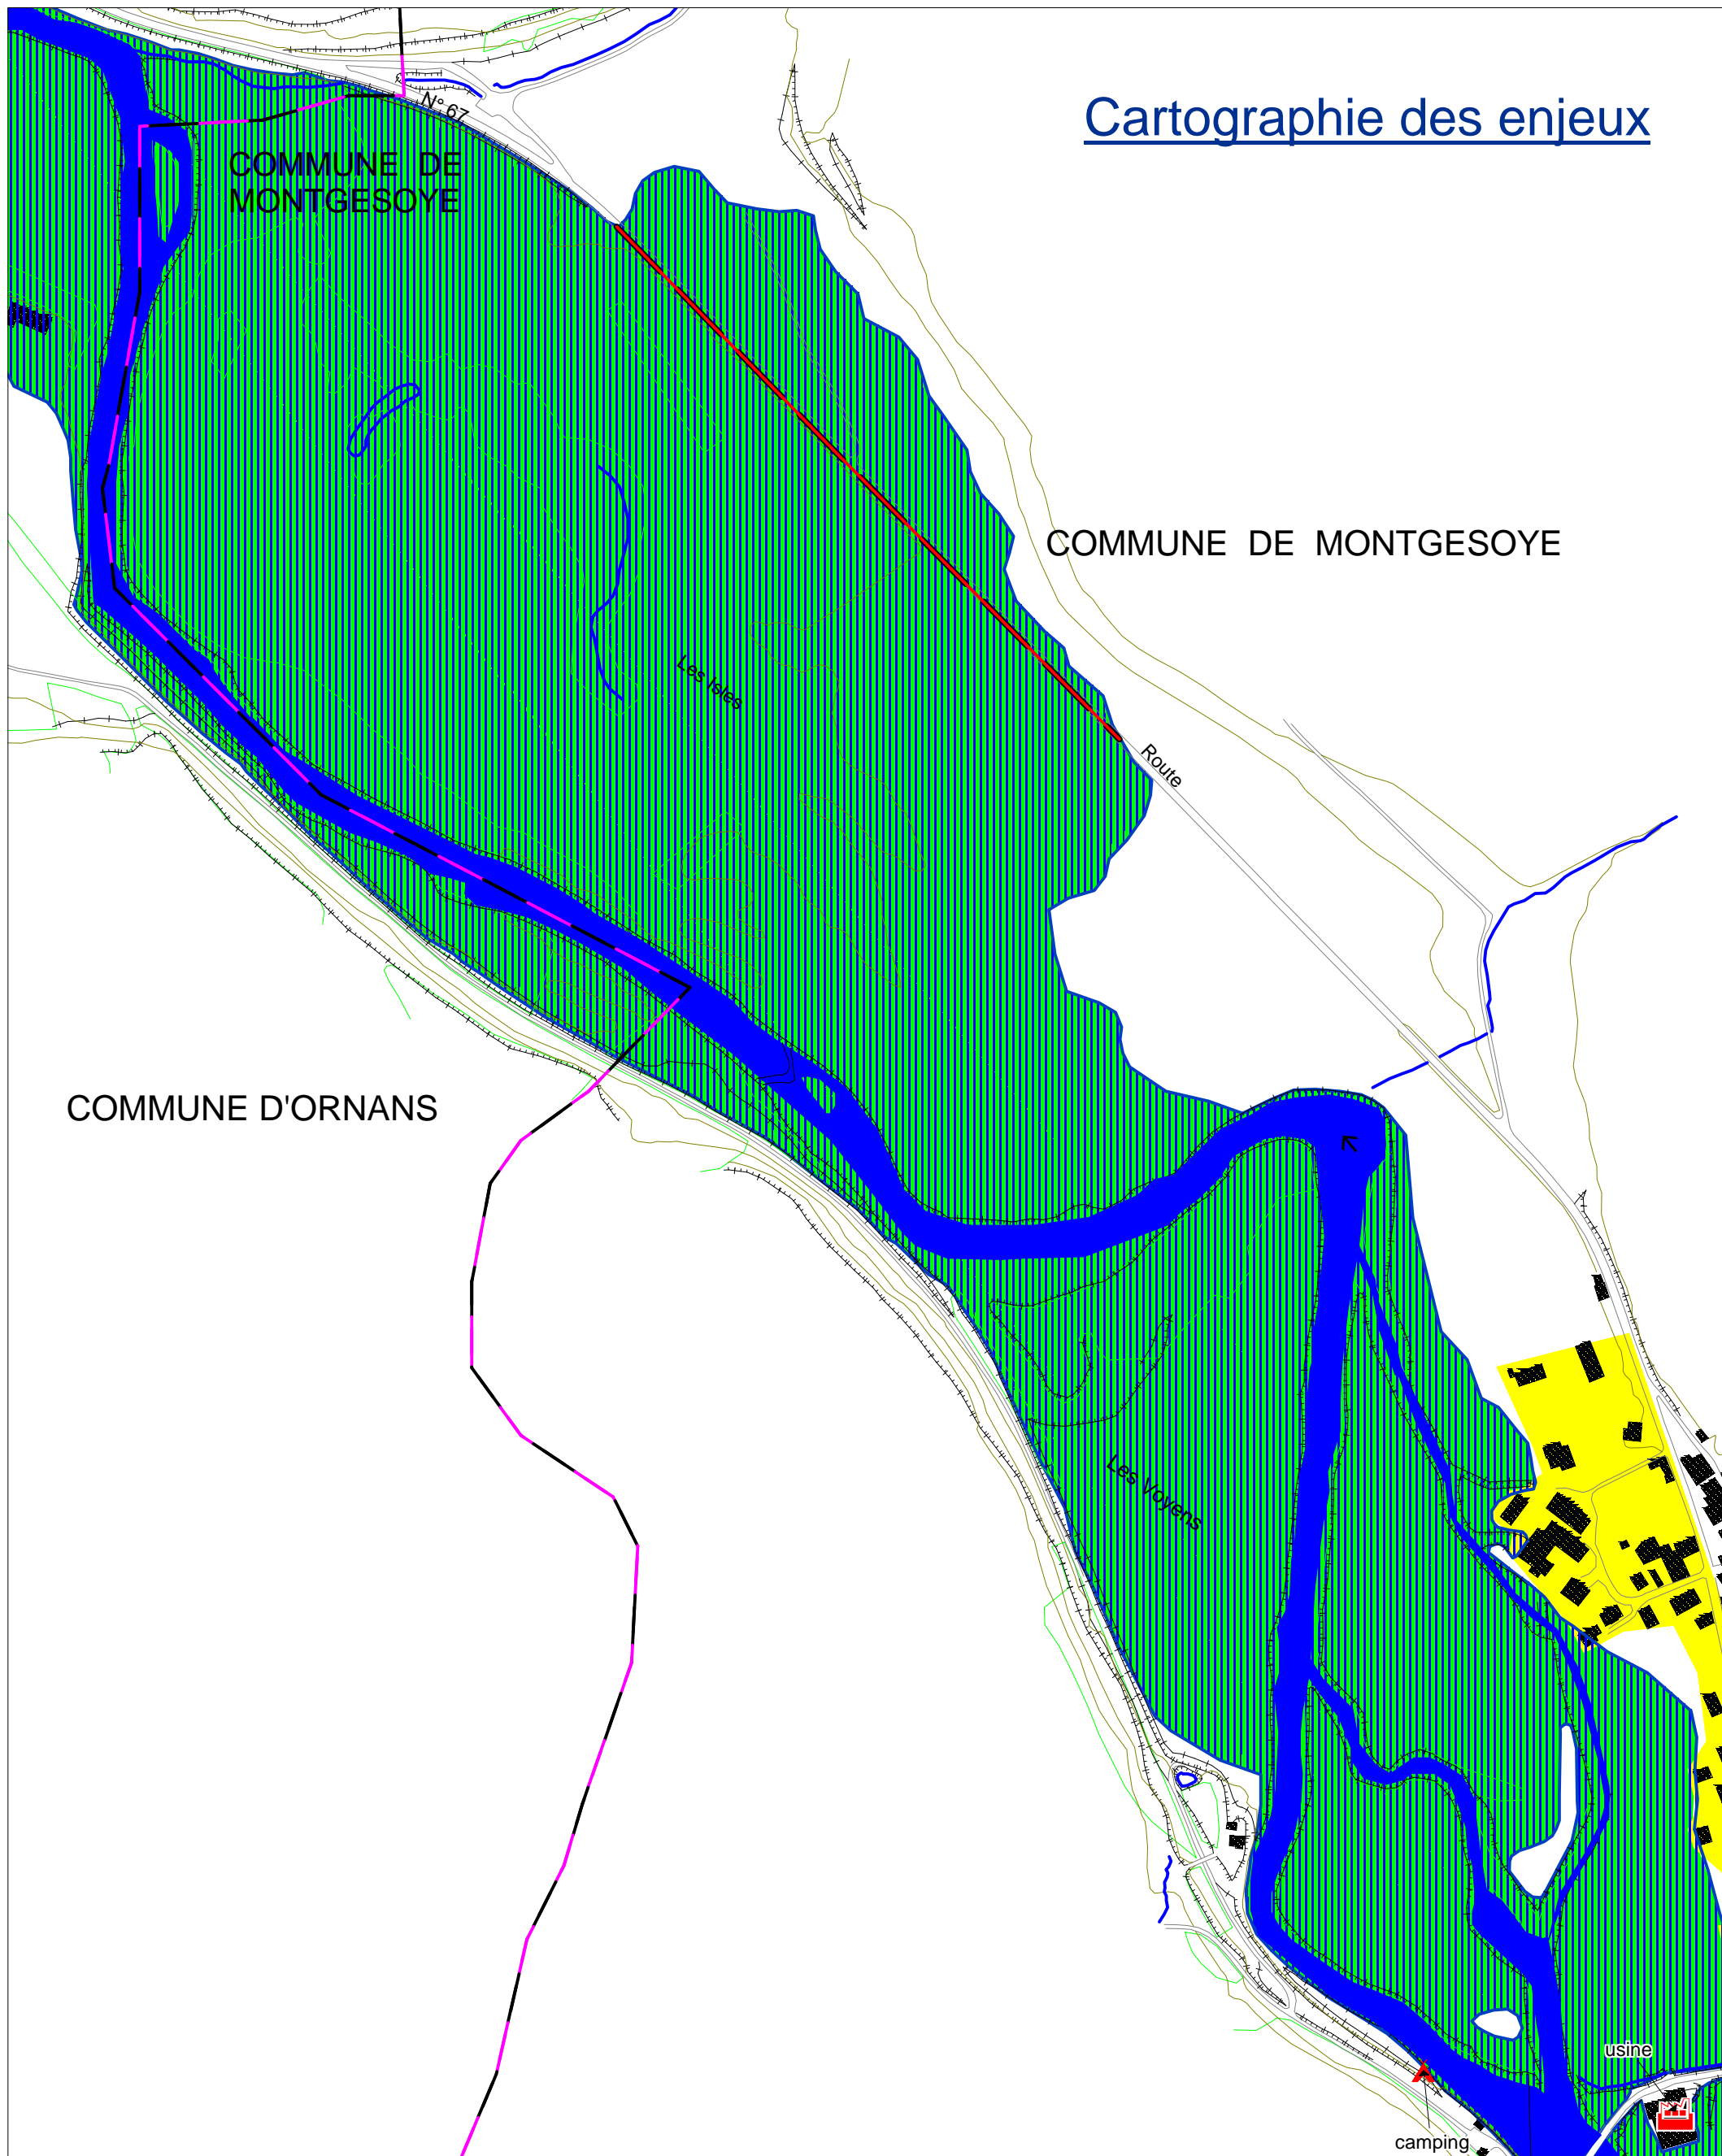 Cartographie des enjeux
N° 67
COMMUNE DE
MONTGESOYE
COMMUNE DE MONTGESOYE
Les Isles
Route
COMMUNE D'ORNANS
Les Voyens
usine
camping